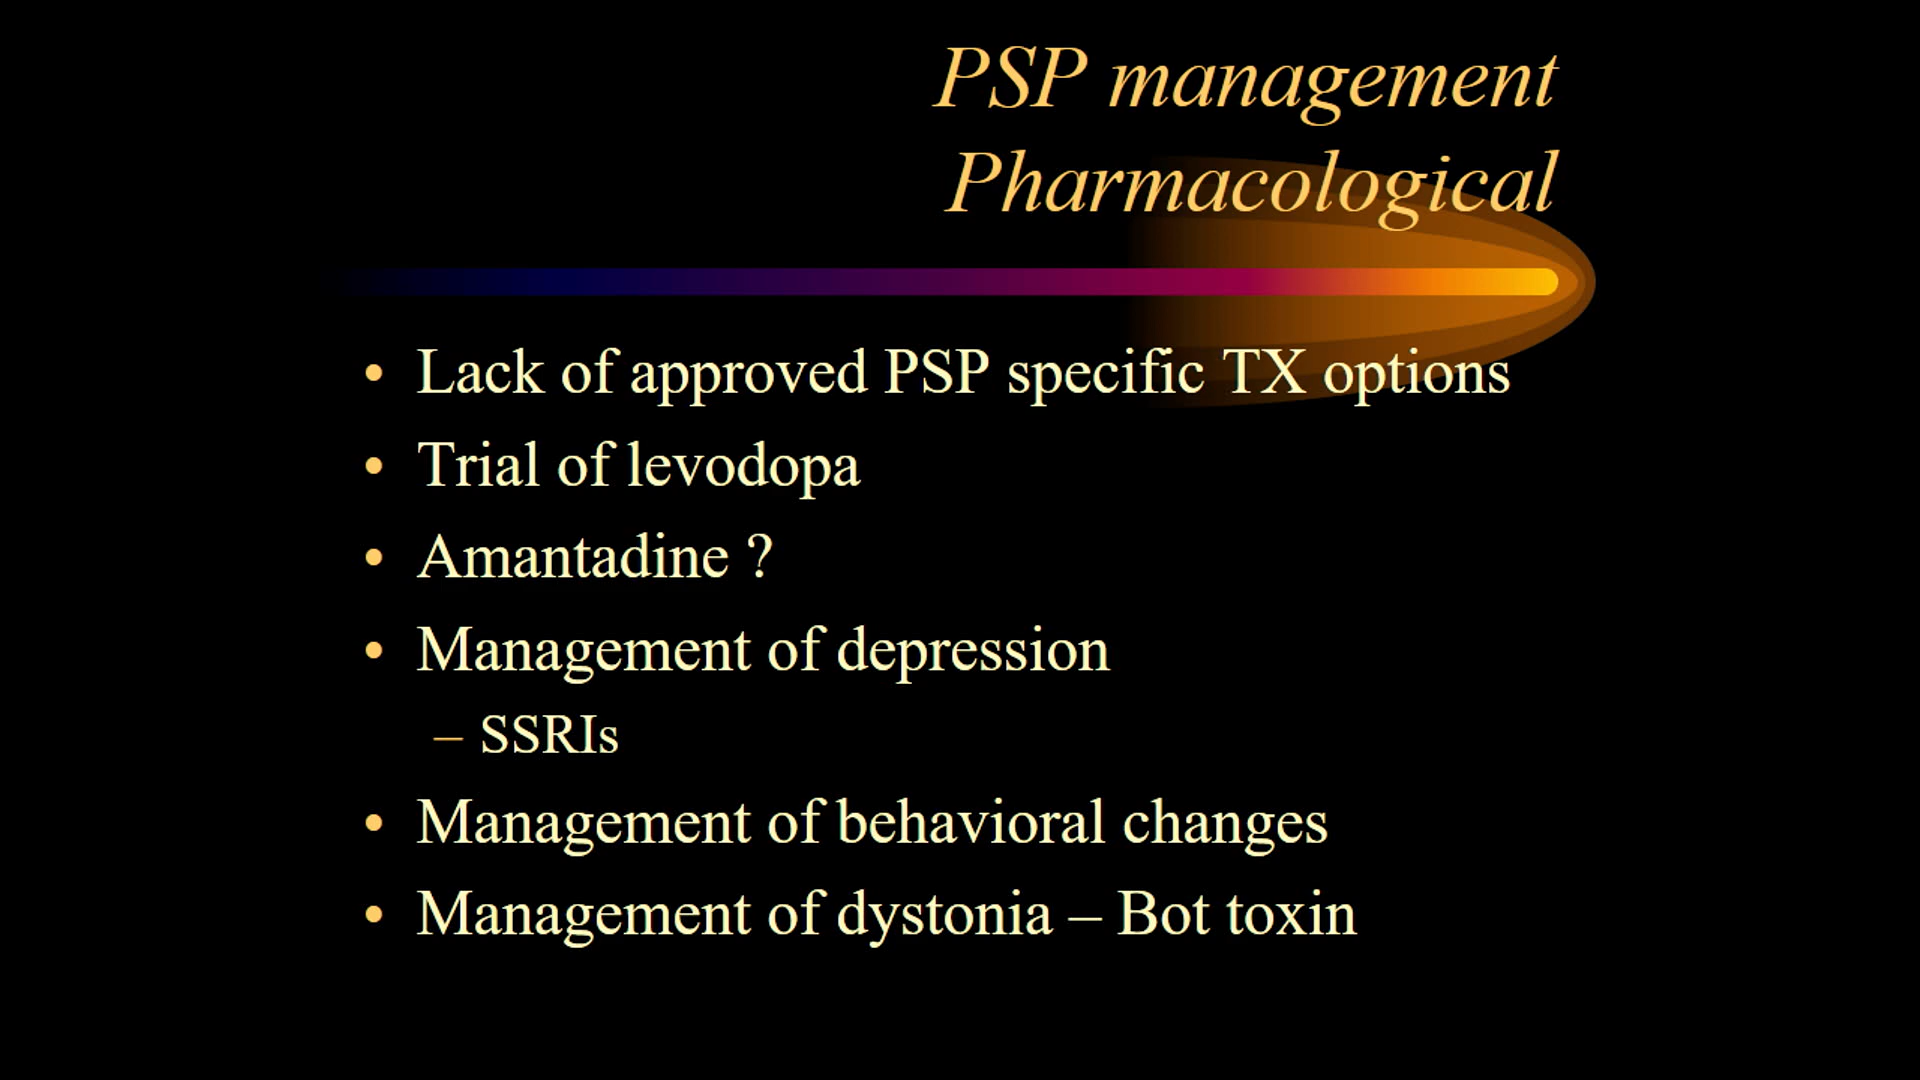 PSP management
Pharmacological
• Lack of approved PSP specific TX options
• Trial of levodopa
• Amantadine ?
• Management of depression
– SSRIs
• Management of behavioral changes
• Management of dystonia – Bot toxin